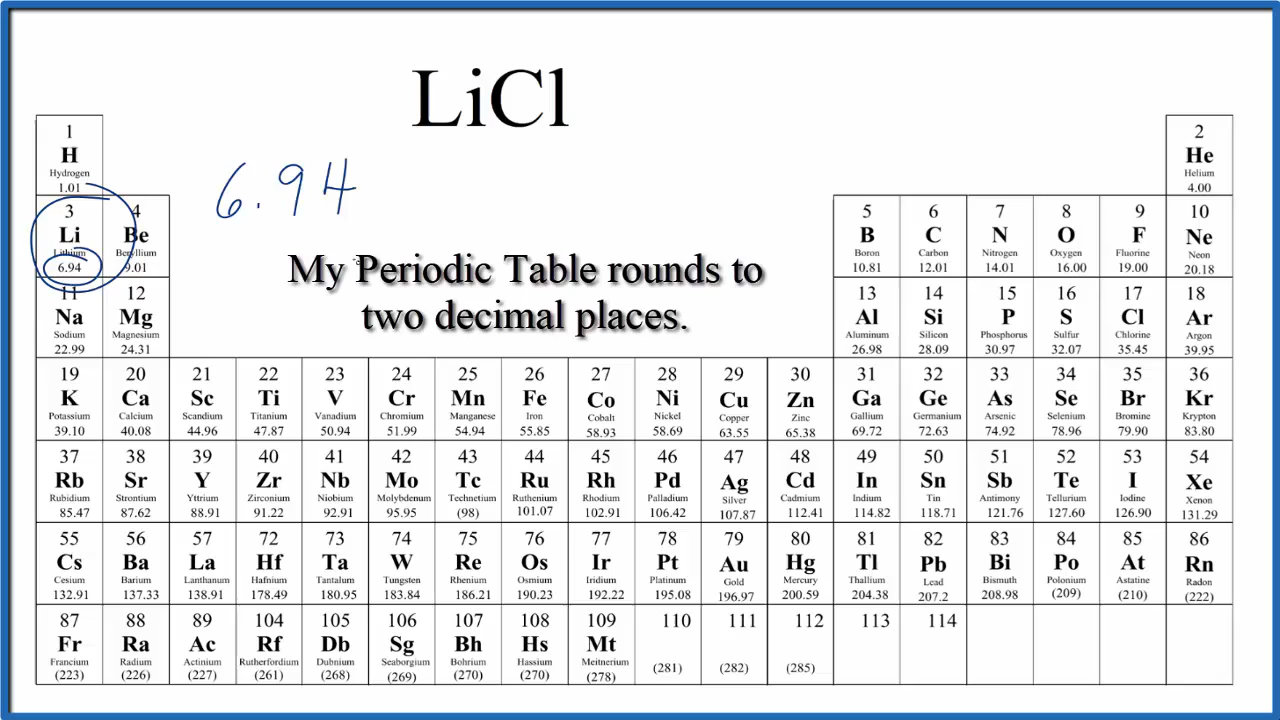 LiCl
6.94
My Periodic Table rounds to
two decimal places.
1 2
H He
Hydrogen Helium
1.01 4.00
3 4 5 6 7 8 9 10
Li Be B C N O F Ne
Lithium Beryllium Boron Carbon Nitrogen Oxygen Fluorine Neon
6.94 9.01 10.81 12.01 14.01 16.00 19.00 20.18
11 12 13 14 15 16 17 18
Na Mg Al Si P S Cl Ar
Sodium Magnesium Aluminum Silicon Phosphorus Sulfur Chlorine Argon
22.99 24.31 26.98 28.09 30.97 32.07 35.45 39.95
19 20 21 22 23 24 25 26 27 28 29 30 31 32 33 34 35 36
K Ca Sc Ti V Cr Mn Fe Co Ni Cu Zn Ga Ge As Se Br Kr
Potassium Calcium Scandium Titanium Vanadium Chromium Manganese Iron Cobalt Nickel Copper Zinc Gallium Germanium Arsenic Selenium Bromine Krypton
39.10 40.08 44.96 47.87 50.94 51.99 54.94 55.85 58.93 58.69 63.55 65.38 69.72 72.63 74.92 78.96 79.90 83.80
37 38 39 40 41 42 43 44 45 46 47 48 49 50 51 52 53 54
Rb Sr Y Zr Nb Mo Tc Ru Rh Pd Ag Cd In Sn Sb Te I Xe
Rubidium Strontium Yttrium Zirconium Niobium Molybdenum Technetium Ruthenium Rhodium Palladium Silver Cadmium Indium Tin Antimony Tellurium Iodine Xenon
85.47 87.62 88.91 91.22 92.91 95.95 (98) 101.07 102.91 106.42 107.87 112.41 114.82 118.71 121.76 127.60 126.90 131.29
55 56 57 72 73 74 75 76 77 78 79 80 81 82 83 84 85 86
Cs Ba La Hf Ta W Re Os Ir Pt Au Hg Tl Pb Bi Po At Rn
Cesium Barium Lanthanum Hafnium Tantalum Tungsten Rhenium Osmium Iridium Platinum Gold Mercury Thallium Lead Bismuth Polonium Astatine Radon
132.91 137.33 138.91 178.49 180.95 183.84 186.21 190.23 192.22 195.08 196.97 200.59 204.38 207.2 208.98 (209) (210) (222)
87 88 89 104 105 106 107 108 109 110 111 112 113 114
Fr Ra Ac Rf Db Sg Bh Hs Mt
Francium Radium Actinium Rutherfordium Dubnium Seaborgium Bohrium Hassium Meitnerium
(223) (226) (227) (261) (268) (269) (270) (270) (278) (281) (282) (285)